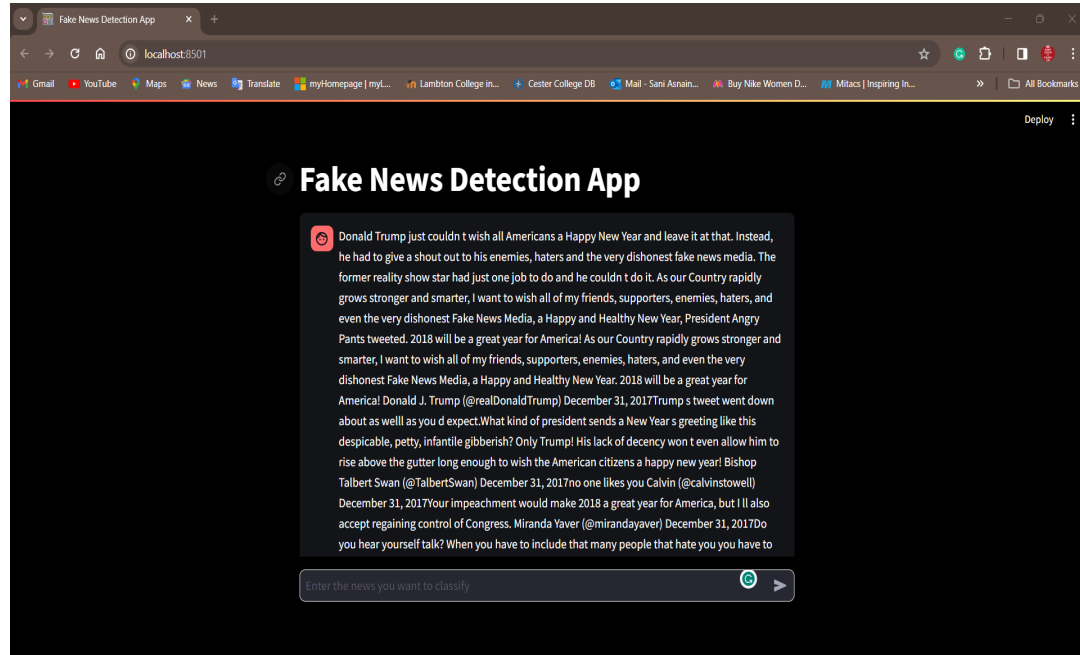 Fake News Detection App
localhost:8501
Gmail
YouTube
Maps
News
Translate
myHomepage | myL...
Lambton College in...
Cester College DB
Mail - Sani Asnain...
Buy Nike Women D...
Mitacs | Inspiring In...
All Bookmarks
Deploy
Fake News Detection App
Donald Trump just couldn t wish all Americans a Happy New Year and leave it at that. Instead,
he had to give a shout out to his enemies, haters and the very dishonest fake news media. The
former reality show star had just one job to do and he couldn t do it. As our Country rapidly
grows stronger and smarter, I want to wish all of my friends, supporters, enemies, haters, and
even the very dishonest Fake News Media, a Happy and Healthy New Year, President Angry
Pants tweeted. 2018 will be a great year for America! As our Country rapidly grows stronger and
smarter, I want to wish all of my friends, supporters, enemies, haters, and even the very
dishonest Fake News Media, a Happy and Healthy New Year. 2018 will be a great year for
America! Donald J. Trump (@realDonaldTrump) December 31, 2017Trump s tweet went down
about as welll as you d expect.What kind of president sends a New Year s greeting like this
despicable, petty, infantile gibberish? Only Trump! His lack of decency won t even allow him to
rise above the gutter long enough to wish the American citizens a happy new year! Bishop
Talbert Swan (@TalbertSwan) December 31, 2017no one likes you Calvin (@calvinstowell)
December 31, 2017Your impeachment would make 2018 a great year for America, but I ll also
accept regaining control of Congress. Miranda Yaver (@mirandayaver) December 31, 2017Do
you hear yourself talk? When you have to include that many people that hate you you have to
Enter the news you want to classify